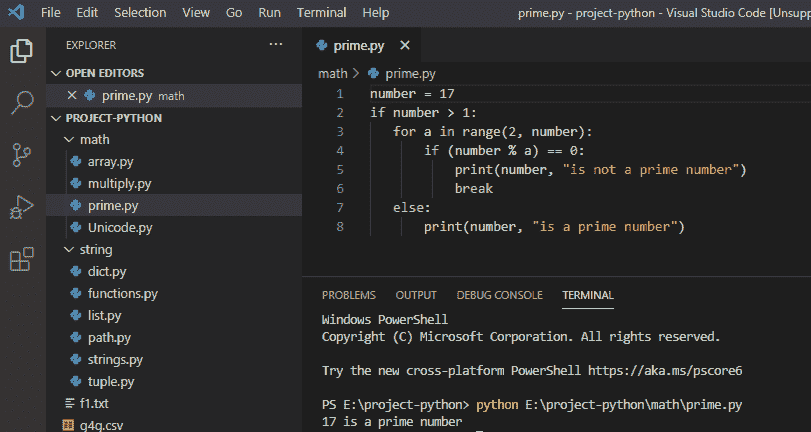 File Edit Selection View Go Run Terminal Help
prime.py - project-python - Visual Studio Code [Unsupp
EXPLORER
OPEN EDITORS
prime.py math
PROJECT-PYTHON
math
array.py
multiply.py
prime.py
Unicode.py
string
dict.py
functions.py
list.py
path.py
strings.py
tuple.py
f1.txt
g4g.csv
prime.py
math > prime.py
1 number = 17
2 if number > 1:
3 for a in range(2, number):
4 if (number % a) == 0:
5 print(number, "is not a prime number")
6 break
7 else:
8 print(number, "is a prime number")
PROBLEMS OUTPUT DEBUG CONSOLE TERMINAL
Windows PowerShell
Copyright (C) Microsoft Corporation. All rights reserved.
Try the new cross-platform PowerShell https://aka.ms/pscore6
PS E:\project-python> python E:\project-python\math\prime.py
17 is a prime number